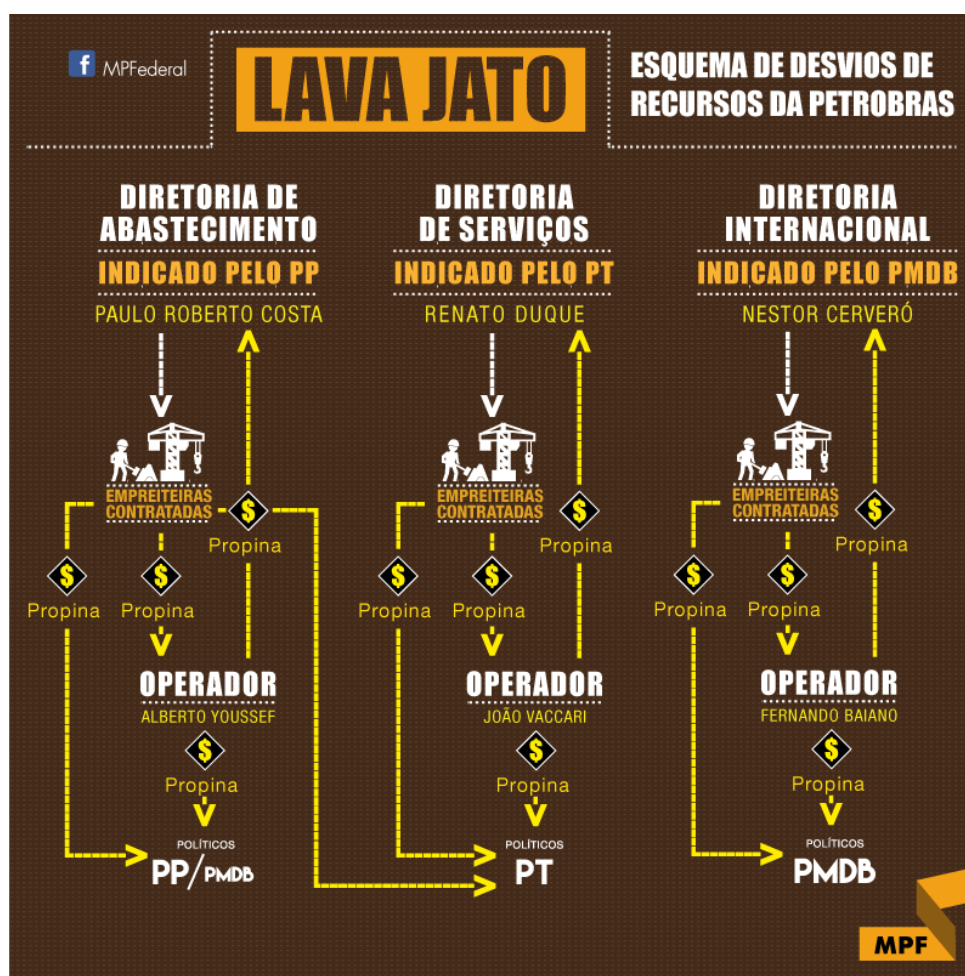 MPFederal
LAVA JATO
ESQUEMA DE DESVIOS DE
RECURSOS DA PETROBRAS
DIRETORIA DE
ABASTECIMENTO
INDICADO PELO PP
PAULO ROBERTO COSTA
EMPREITEIRAS
CONTRATADAS
$
Propina
$
Propina
$
Propina
OPERADOR
ALBERTO YOUSSEF
$
Propina
POLÍTICOS
PP/PMDB
DIRETORIA
DE SERVIÇOS
INDICADO PELO PT
RENATO DUQUE
EMPREITEIRAS
CONTRATADAS
$
Propina
$
Propina
$
Propina
OPERADOR
JOÃO VACCARI
$
Propina
POLÍTICOS
PT
DIRETORIA
INTERNACIONAL
INDICADO PELO PMDB
NESTOR CERVERÓ
EMPREITEIRAS
CONTRATADAS
$
Propina
$
Propina
$
Propina
OPERADOR
FERNANDO BAIANO
$
Propina
POLÍTICOS
PMDB
MPF